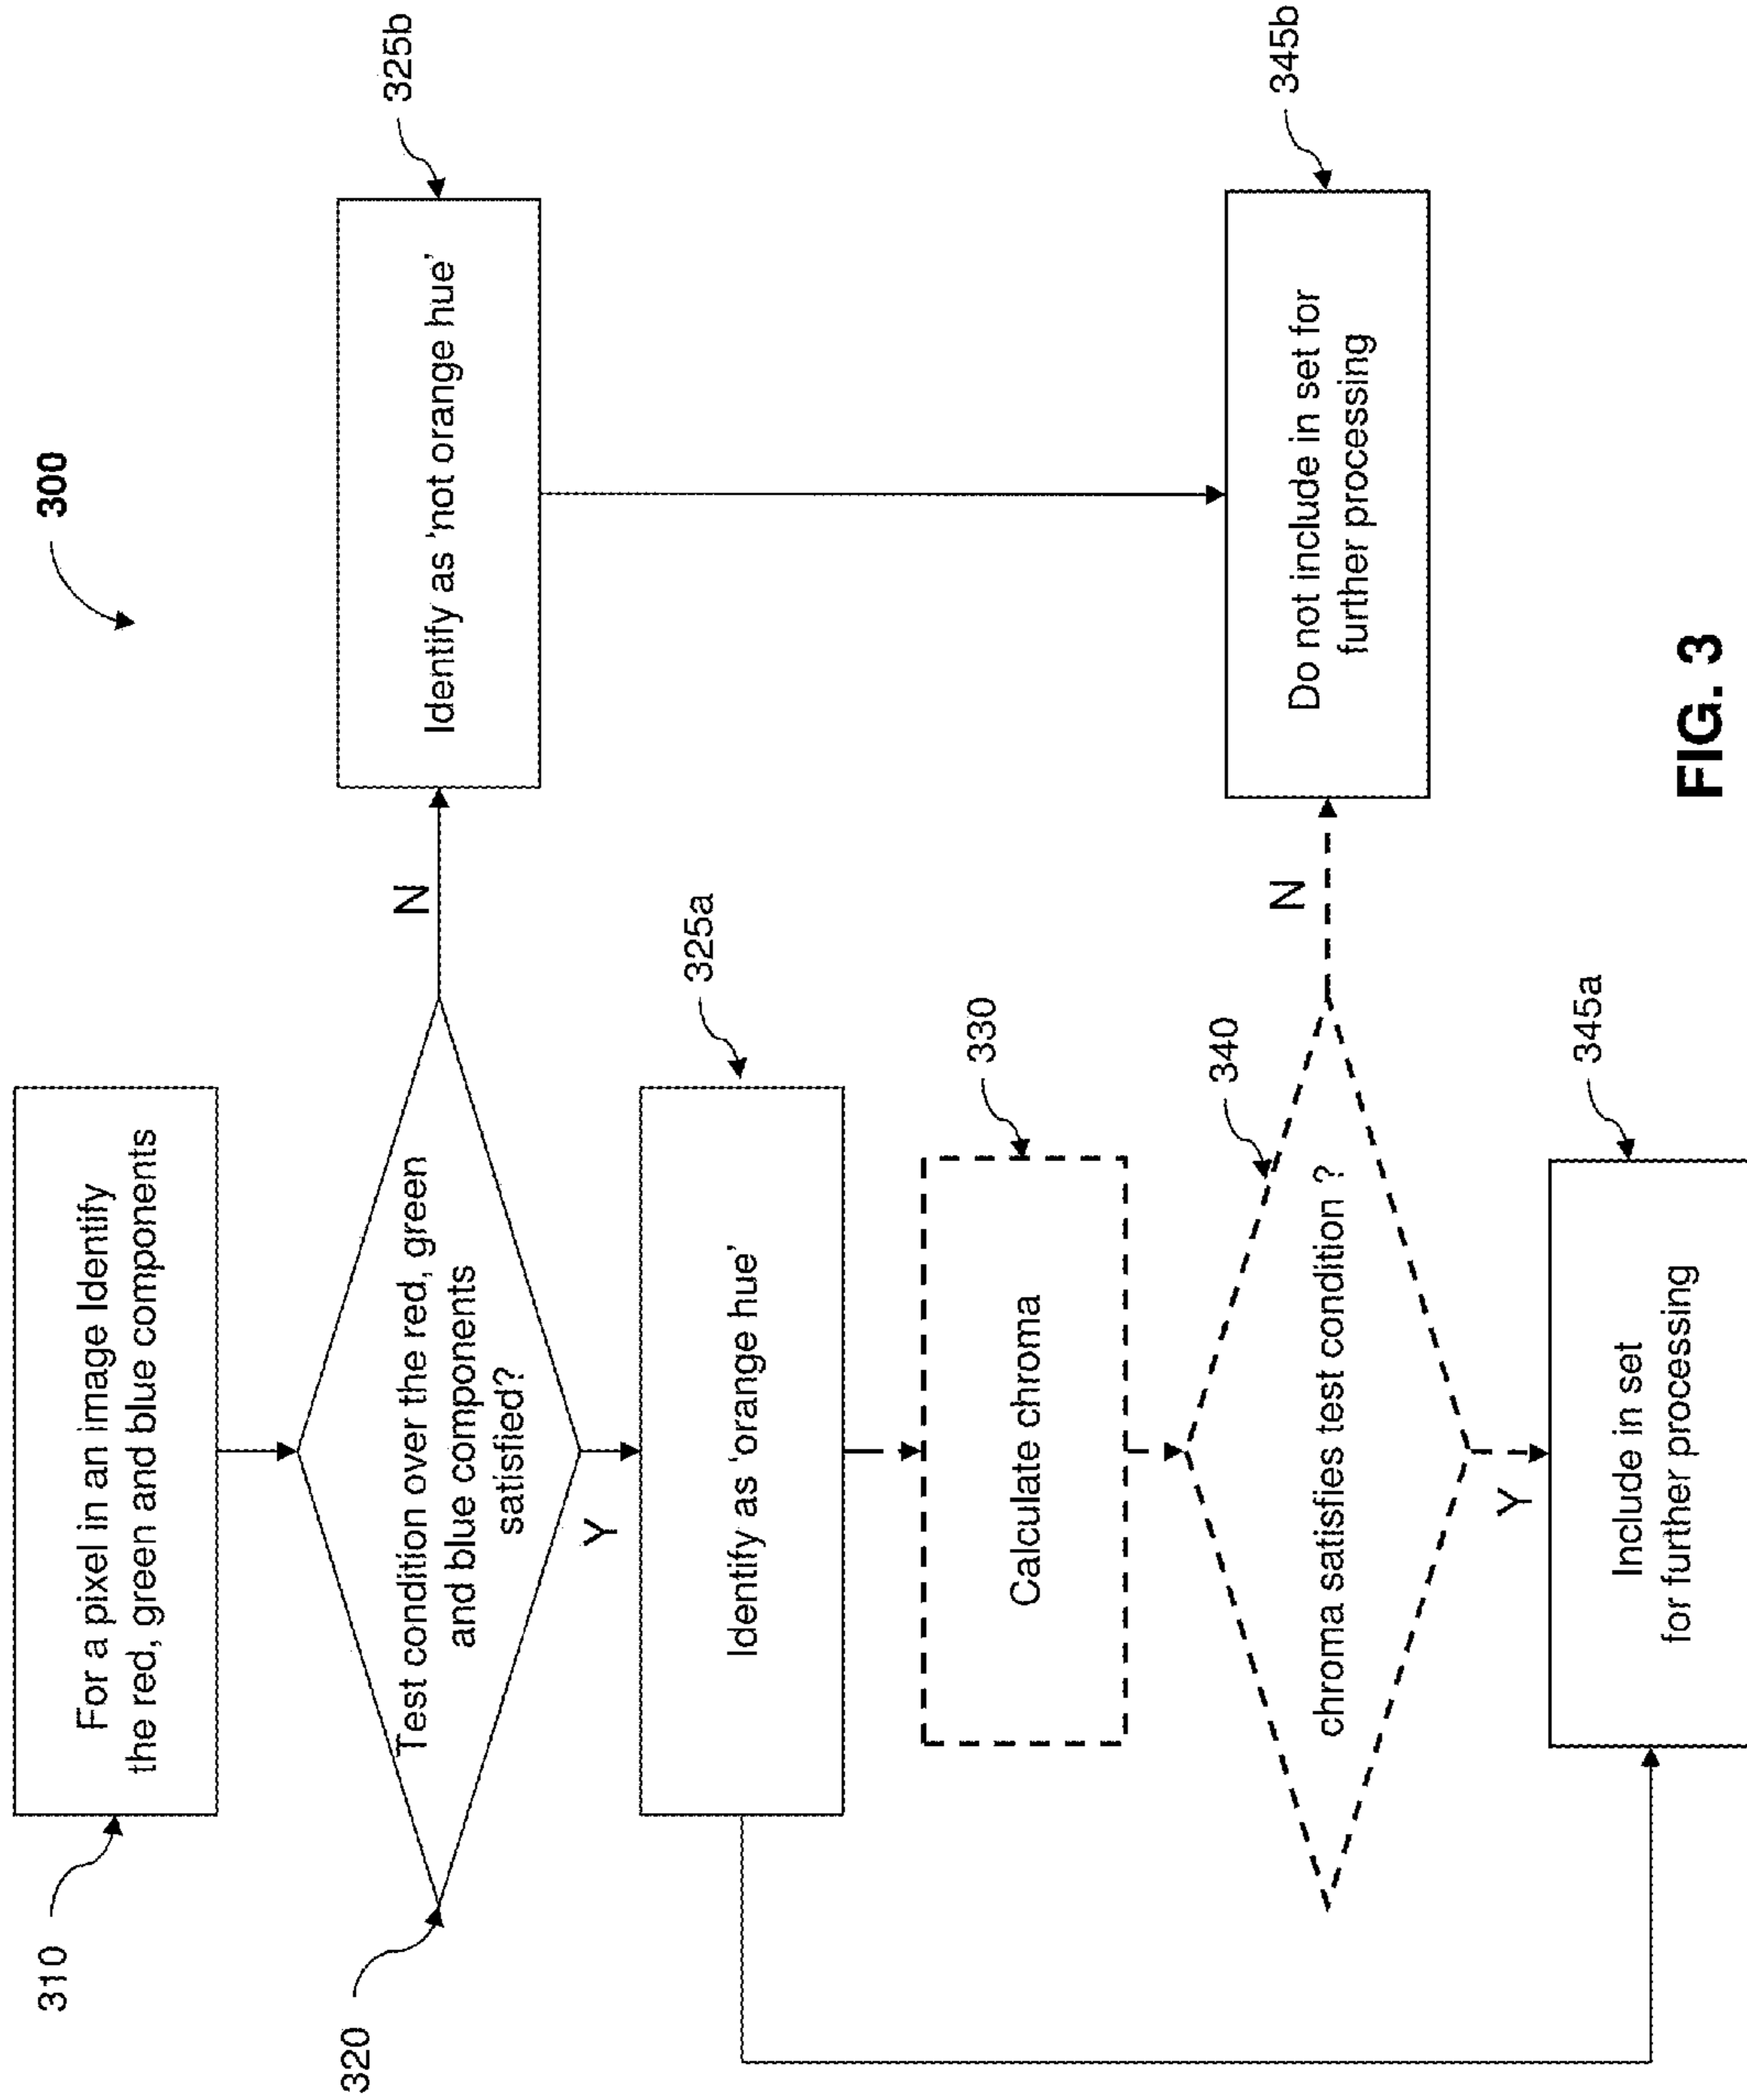 300
310
For a pixel in an image Identify
the red, green and blue components
320
Test condition over the red, green
and blue components
satisfied?
N
Identify as 'not orange hue'
325b
Y
Identify as 'orange hue'
325a
Calculate chroma
330
340
chroma satisfies test condition ?
N
Do not include in set for
further processing
345b
Y
Include in set
for further processing
345a
FIG. 3